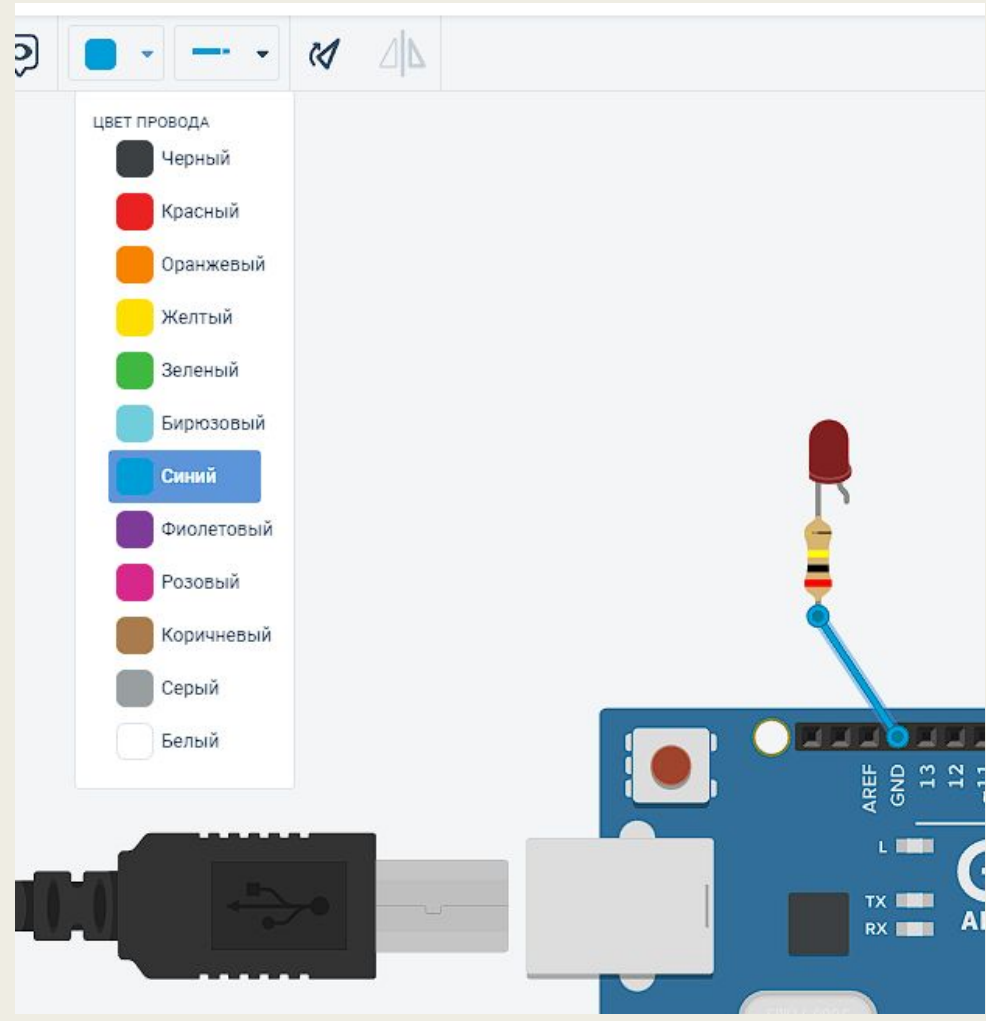 ЦВЕТ ПРОВОДА
Черный
Красный
Оранжевый
Желтый
Зеленый
Бирюзовый
Синий
Фиолетовый
Розовый
Коричневый
Серый
Белый
AREF
GND
13
12
L
TX
RX